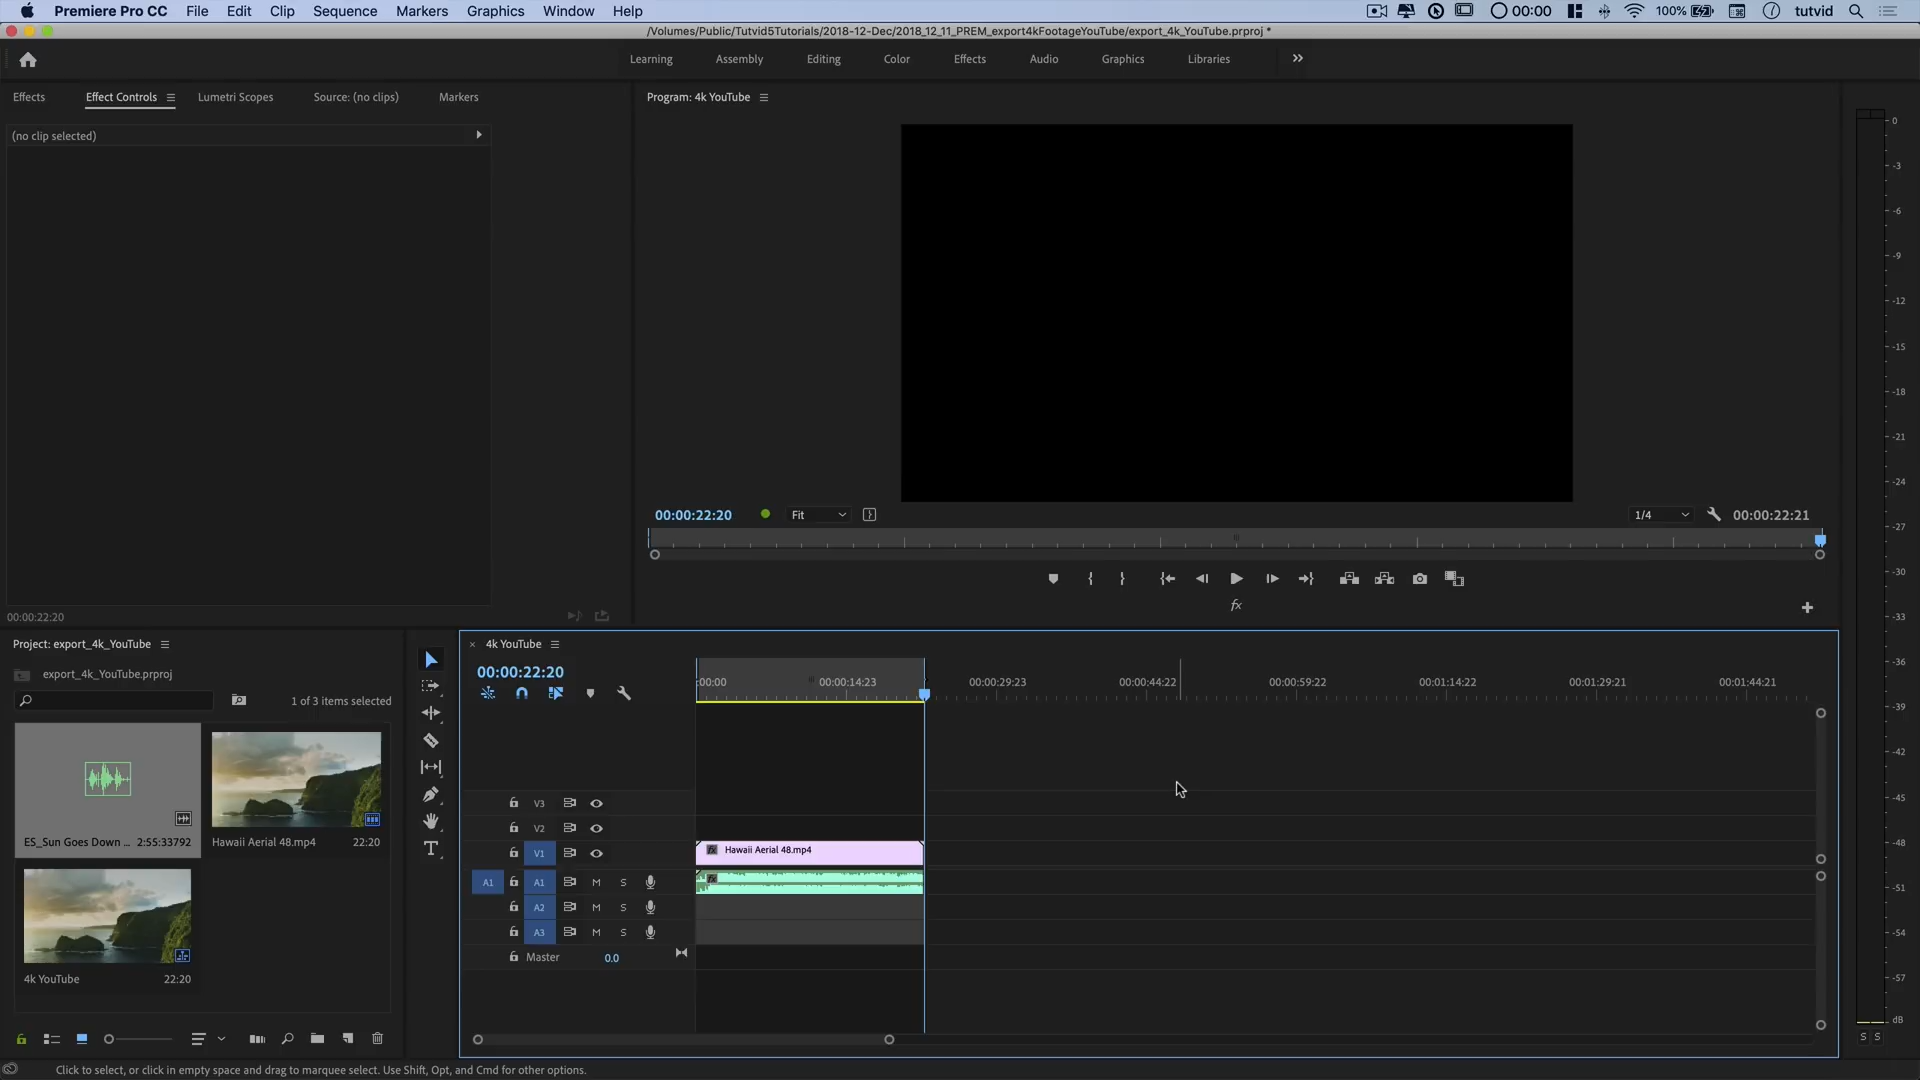 Premiere Pro CC File Edit Clip Sequence Markers Graphics Window Help 00:00 100% tutvid
/Volumes/Public/Tutvid5Tutorials/2018-12-Dec/2018_12_11_PREM_export4kFootageYouTube/export_4k_YouTube.prproj *
Learning Assembly Editing Color Effects Audio Graphics Libraries
Effects Effect Controls Lumetri Scopes Source: (no clips) Markers
Program: 4k YouTube
(no clip selected)
00:00:22:20 Fit 1/4 00:00:22:21
fx
00:00:22:20
Project: export_4k_YouTube
export_4k_YouTube.prproj
1 of 3 items selected
ES_Sun Goes Down ... 2:55:33792
Hawaii Aerial 48.mp4 22:20
4k YouTube 22:20
4k YouTube
00:00:22:20
:00:00 00:00:14:23 00:00:29:23 00:00:44:22 00:00:59:22 00:01:14:22 00:01:29:21 00:01:44:21
V3
V2
V1 fx Hawaii Aerial 48.mp4
A1 A1 M S fx
A2 M S
A3 M S
Master 0.0
0
-3
-6
-9
-12
-15
-18
-21
-24
-27
-30
-33
-36
-39
-42
-45
-48
-51
-54
-57
dB
S S
Click to select, or click in empty space and drag to marquee select. Use Shift, Opt, and Cmd for other options.